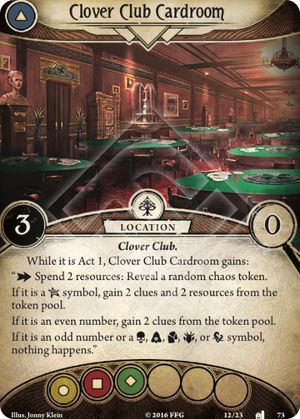 Clover Club Cardroom
3
LOCATION
0
Clover Club.
While it is Act 1, Clover Club Cardroom gains:
" Spend 2 resources: Reveal a random chaos token.
If it is a symbol, gain 2 clues and 2 resources from the
token pool.
If it is an even number, gain 2 clues from the token pool.
If it is an odd number or a , , , , or symbol,
nothing happens."
Illus. Jonny Klein
© 2016 FFG
12/23
73